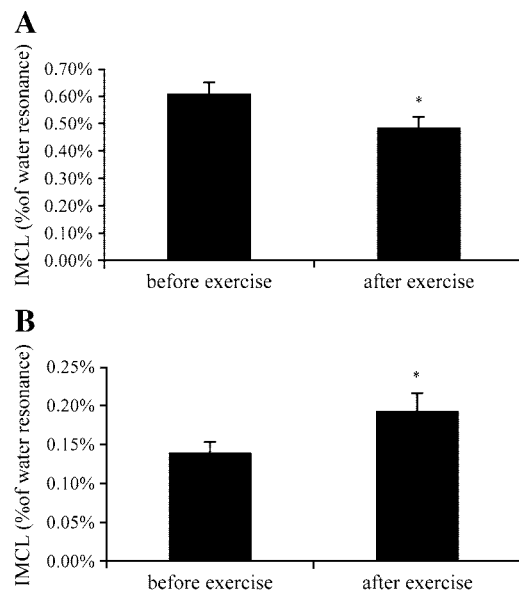 A
IMCL (%of water resonance)
0.70%
0.60%
0.50%
0.40%
0.30%
0.20%
0.10%
0.00%
*
before exercise after exercise
B
IMCL (%of water resonance)
0.25%
0.20%
0.15%
0.10%
0.05%
0.00%
*
before exercise after exercise